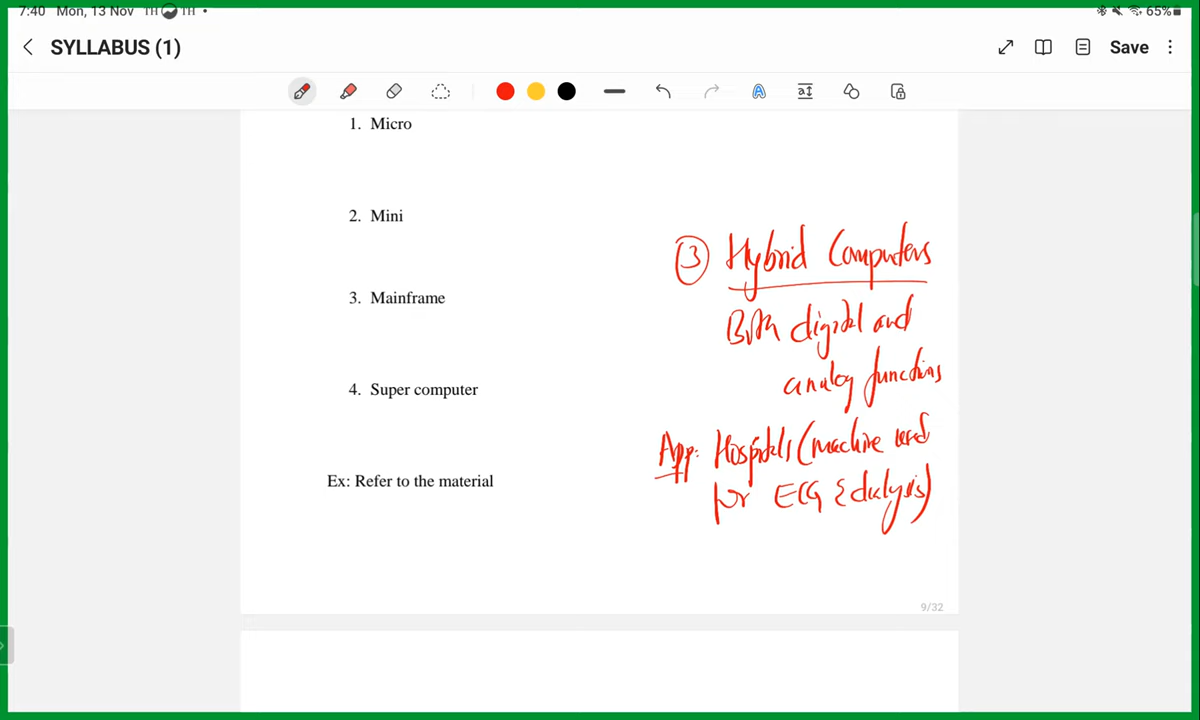 7:40 Mon, 13 Nov TH TH •
65%
SYLLABUS (1)
Save
1. Micro
2. Mini
3. Mainframe
4. Super computer
Ex: Refer to the material
③ Hybrid Computers
Both digital and
analog functions
App: Hospitals (machine used
for ECG & dialysis)
9/32